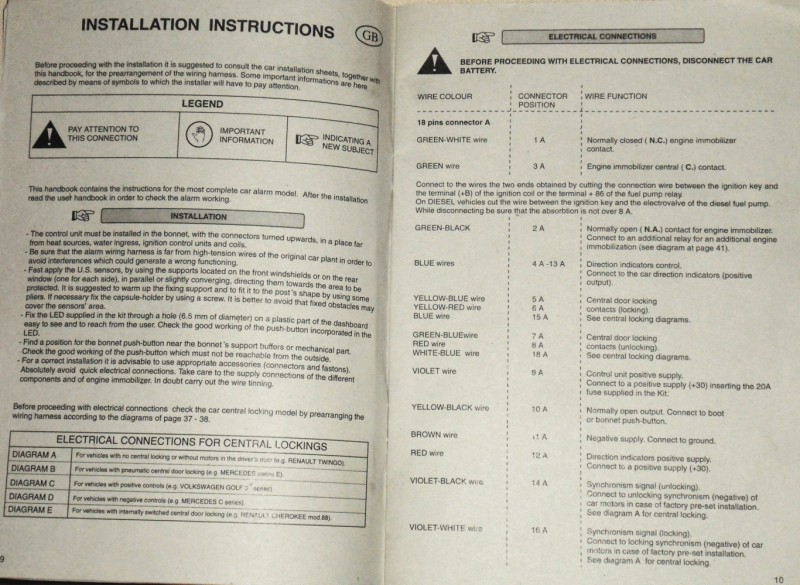 INSTALLATION INSTRUCTIONS
GB
Before proceeding with the installation it is suggested to consult the car installation sheets, together with
this handbook, for the prearrangement of the wiring harness. Some important informations are here
described by means of symbols to which the installer will have to pay attention.
LEGEND
PAY ATTENTION TO
THIS CONNECTION
IMPORTANT
INFORMATION
INDICATING A
NEW SUBJECT
This handbook contains the instructions for the most complete car alarm model. After the installation
read the user handbook in order to check the alarm working.
INSTALLATION
- The control unit must be installed in the bonnet, with the connectors turned upwards, in a place far
from heat sources, water ingress, ignition control units and coils.
- Be sure that the alarm wiring harness is far from high-tension wires of the original car plant in order to
avoid interferences which could generate a wrong functioning.
- Fast apply the U.S. sensors, by using the supports located on the front windshields or on the rear
window (one for each side), in parallel or slightly converging, directing them towards the area to be
protected. It is suggested to warm up the fixing support and to fit it to the post's shape by using some
pliers. If necessary fix the capsule-holder by using a screw. It is better to avoid that fixed obstacles may
cover the sensors' area.
- Fix the LED supplied in the kit through a hole (6.5 mm of diameter) on a plastic part of the dashboard
easy to see and to reach from the user. Check the good working of the push-button incorporated in the
LED.
- Find a position for the bonnet push-button near the bonnet's support buffors or mechanical part.
Check the good working of the push-button which must not be reachable from the outside.
- For a correct installation it is advisable to use appropriate accessories (connectors and fastons).
Absolutely avoid quick electrical connections. Take care to the supply connections of the different
components and of engine immobilizer. In doubt carry out the wire tinning.
Before proceeding with electrical connections check the car central locking model by prearranging the
wiring harness according to the diagrams of page 37 - 38.
ELECTRICAL CONNECTIONS FOR CENTRAL LOCKINGS
DIAGRAM A For vehicles with no central locking or without motors in the driver's door (e.g. RENAULT TWINGO).
DIAGRAM B For vehicles with pneumatic central door locking (e.g. MERCEDES E).
DIAGRAM C For vehicles with positive controls (e.g. VOLKSWAGEN GOLF series).
DIAGRAM D For vehicles with negative controls (e.g. MERCEDES C series).
DIAGRAM E For vehicles with internally switched central door locking (e.g. RENAULT CHEROKEE mod.88).
9
ELECTRICAL CONNECTIONS
BEFORE PROCEEDING WITH ELECTRICAL CONNECTIONS, DISCONNECT THE CAR
BATTERY.
WIRE COLOUR CONNECTOR WIRE FUNCTION
POSITION
18 pins connector A
GREEN-WHITE wire 1 A Normally closed ( N.C.) engine immobilizer
contact.
GREEN wire 3 A Engine immobilizer central ( C.) contact.
Connect to the wires the two ends obtained by cutting the connection wire between the ignition key and
the terminal (+B) of the ignition coil or the terminal + 86 of the fuel pump relay.
On DIESEL vehicles cut the wire between the ignition key and the electrovalve of the diesel fuel pump.
While disconnecting be sure that the absorbtion is not over 8 A.
GREEN-BLACK 2 A Normally open ( N.A.) contact for engine immobilizer.
Connect to an additional relay for an additional engine
immobilization (see diagram at page 41).
BLUE wires 4 A -13 A Direction indicators control.
Connect to the car direction indicators (positive
output).
YELLOW-BLUE wire 5 A Central door locking
YELLOW-RED wire 6 A contacts (locking).
BLUE wire 15 A See central locking diagrams.
GREEN-BLUEwire 7 A Central door locking
RED wire 8 A contacts (unlocking).
WHITE-BLUE wire 18 A See central locking diagrams.
VIOLET wire 9 A Control unit positive supply.
Connect to a positive supply (+30) inserting the 20A
fuse supplied in the Kit.
YELLOW-BLACK wire 10 A Normally open output. Connect to boot
or bonnet push-button.
BROWN wire 11 A Negative supply. Connect to ground.
RED wire 12 A Direction indicators positive supply.
Connect to a positive supply (+30).
VIOLET-BLACK wire 14 A Synchronism signal (unlocking).
Connect to unlocking synchronism (negative) of
car motors in case of factory pre-set installation.
See diagram A for central locking.
VIOLET-WHITE wire 16 A Synchronism signal (locking).
Connect to locking synchronism (negative) of car
motors in case of factory pre-set installation.
See diagram A for central locking.
10